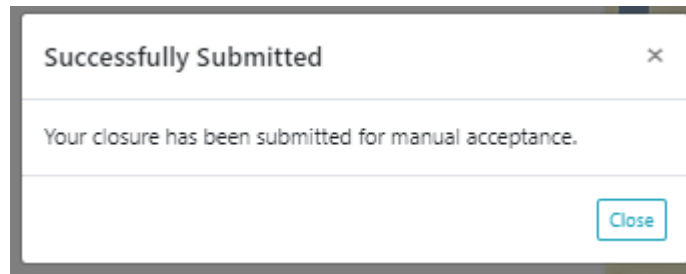 Successfully Submitted ×
Your closure has been submitted for manual acceptance.
Close